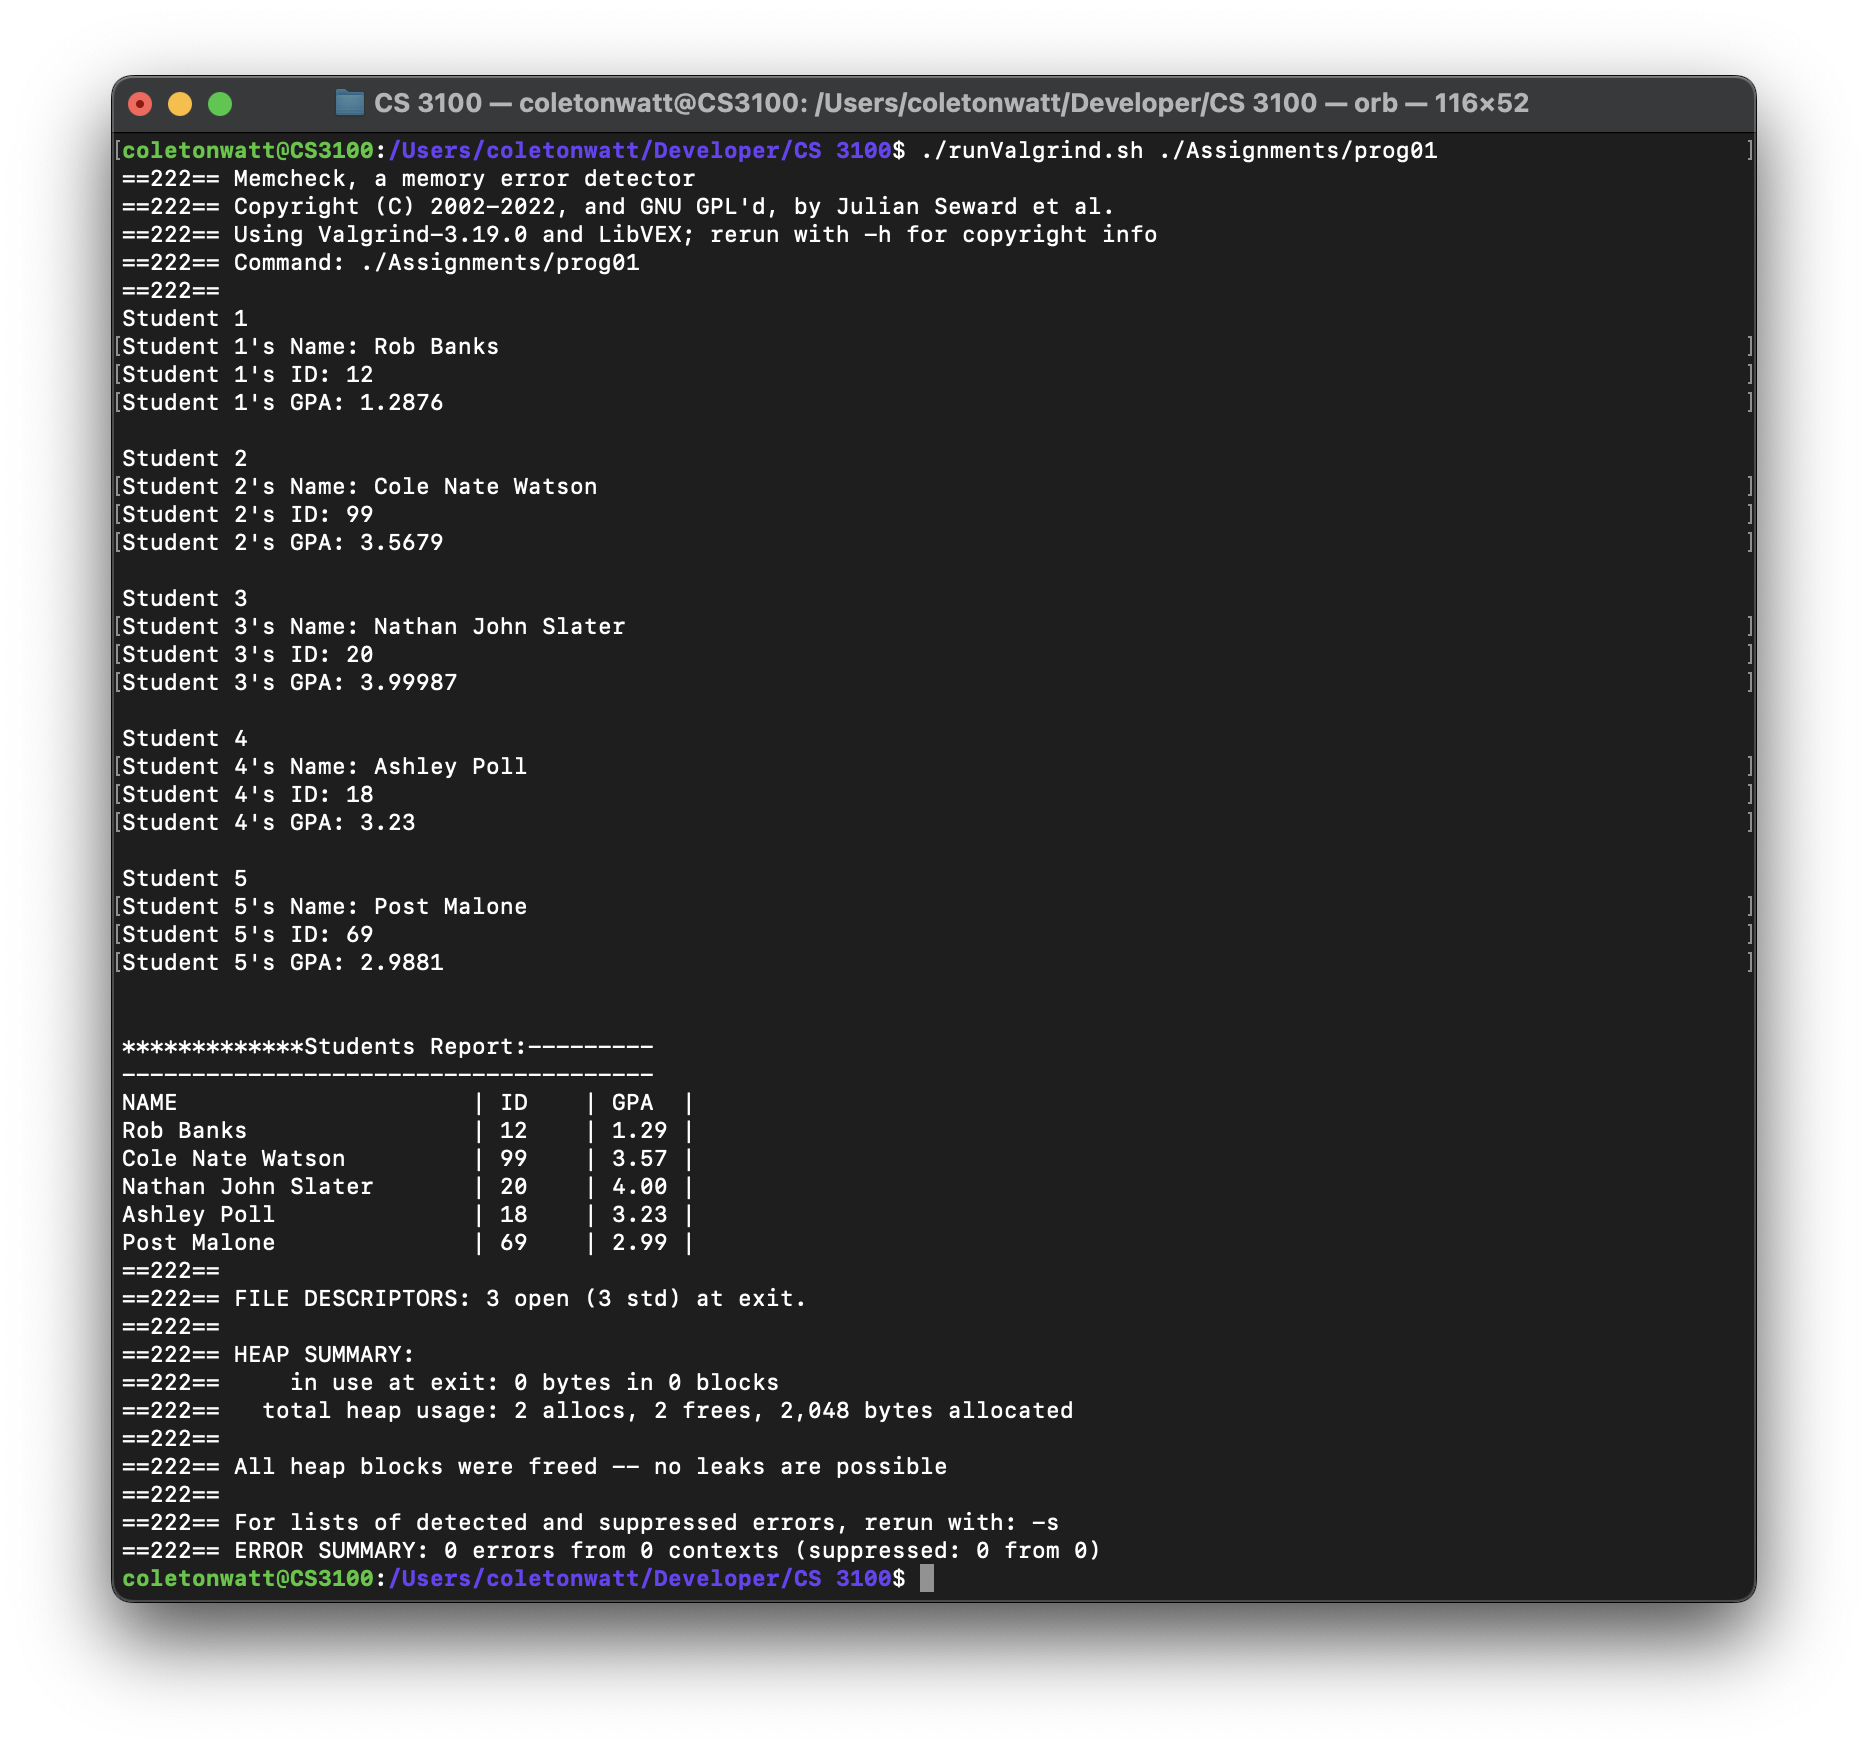 CS 3100 — coletonwatt@CS3100: /Users/coletonwatt/Developer/CS 3100 — orb — 116×52
[coletonwatt@CS3100:/Users/coletonwatt/Developer/CS 3100$ ./runValgrind.sh ./Assignments/prog01 ]
==222== Memcheck, a memory error detector
==222== Copyright (C) 2002-2022, and GNU GPL'd, by Julian Seward et al.
==222== Using Valgrind-3.19.0 and LibVEX; rerun with -h for copyright info
==222== Command: ./Assignments/prog01
==222==
Student 1
[Student 1's Name: Rob Banks ]
[Student 1's ID: 12 ]
[Student 1's GPA: 1.2876 ]
Student 2
[Student 2's Name: Cole Nate Watson ]
[Student 2's ID: 99 ]
[Student 2's GPA: 3.5679 ]
Student 3
[Student 3's Name: Nathan John Slater ]
[Student 3's ID: 20 ]
[Student 3's GPA: 3.99987 ]
Student 4
[Student 4's Name: Ashley Poll ]
[Student 4's ID: 18 ]
[Student 4's GPA: 3.23 ]
Student 5
[Student 5's Name: Post Malone ]
[Student 5's ID: 69 ]
[Student 5's GPA: 2.9881 ]
*************Students Report:---------
--------------------------------------
NAME                     | ID    | GPA  |
Rob Banks                | 12    | 1.29 |
Cole Nate Watson         | 99    | 3.57 |
Nathan John Slater       | 20    | 4.00 |
Ashley Poll              | 18    | 3.23 |
Post Malone              | 69    | 2.99 |
==222==
==222== FILE DESCRIPTORS: 3 open (3 std) at exit.
==222==
==222== HEAP SUMMARY:
==222==     in use at exit: 0 bytes in 0 blocks
==222==   total heap usage: 2 allocs, 2 frees, 2,048 bytes allocated
==222==
==222== All heap blocks were freed -- no leaks are possible
==222==
==222== For lists of detected and suppressed errors, rerun with: -s
==222== ERROR SUMMARY: 0 errors from 0 contexts (suppressed: 0 from 0)
coletonwatt@CS3100:/Users/coletonwatt/Developer/CS 3100$